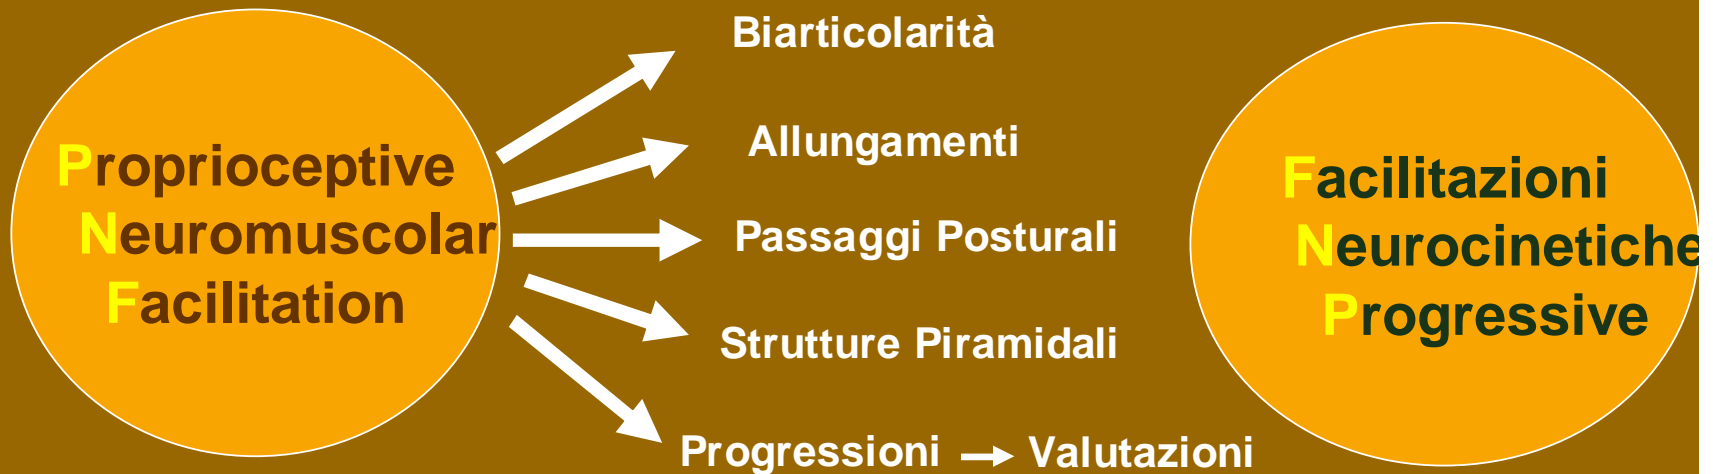 Proprioceptive
Neuromuscolar
Facilitation
Biarticolarità
Allungamenti
Passaggi Posturali
Strutture Piramidali
Progressioni → Valutazioni
Facilitazioni
Neurocinetiche
Progressive